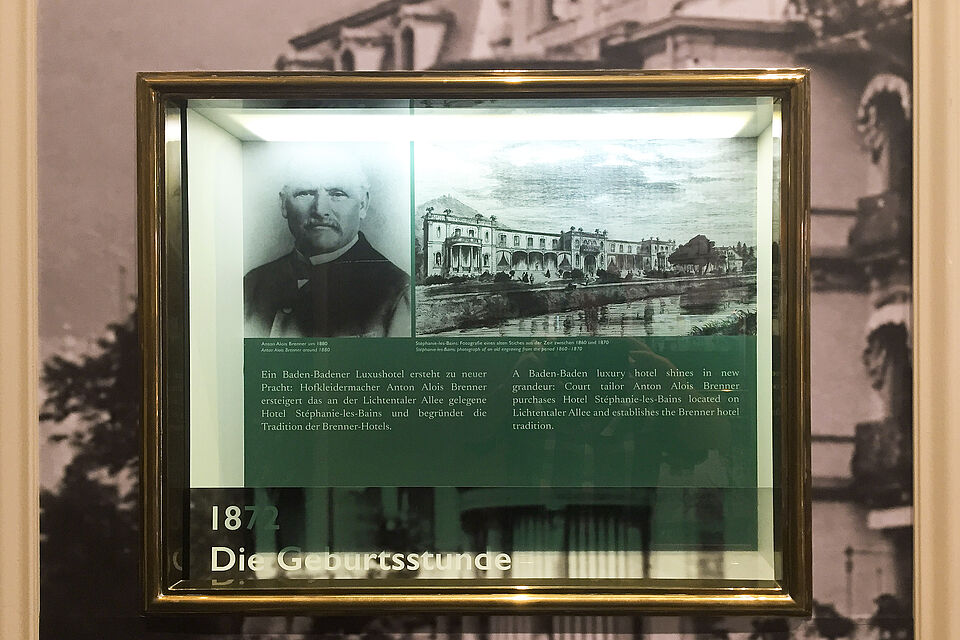 Anton Alois Brenner um 1880
Anton Alois Brenner around 1880
Stéphanie-les-Bains: Fotografie eines alten Stiches aus der Zeit zwischen 1860 und 1870
Stéphanie-les-Bains: photograph of an old engraving from the period 1860–1870
Ein Baden-Badener Luxushotel ersteht zu neuer
Pracht: Hofkleidermacher Anton Alois Brenner
ersteigert das an der Lichtentaler Allee gelegene
Hotel Stéphanie-les-Bains und begründet die
Tradition der Brenner-Hotels.
A Baden-Baden luxury hotel shines in new
grandeur: Court tailor Anton Alois Brenner
purchases Hotel Stéphanie-les-Bains located on
Lichtentaler Allee and establishes the Brenner hotel
tradition.
1872
Die Geburtsstunde